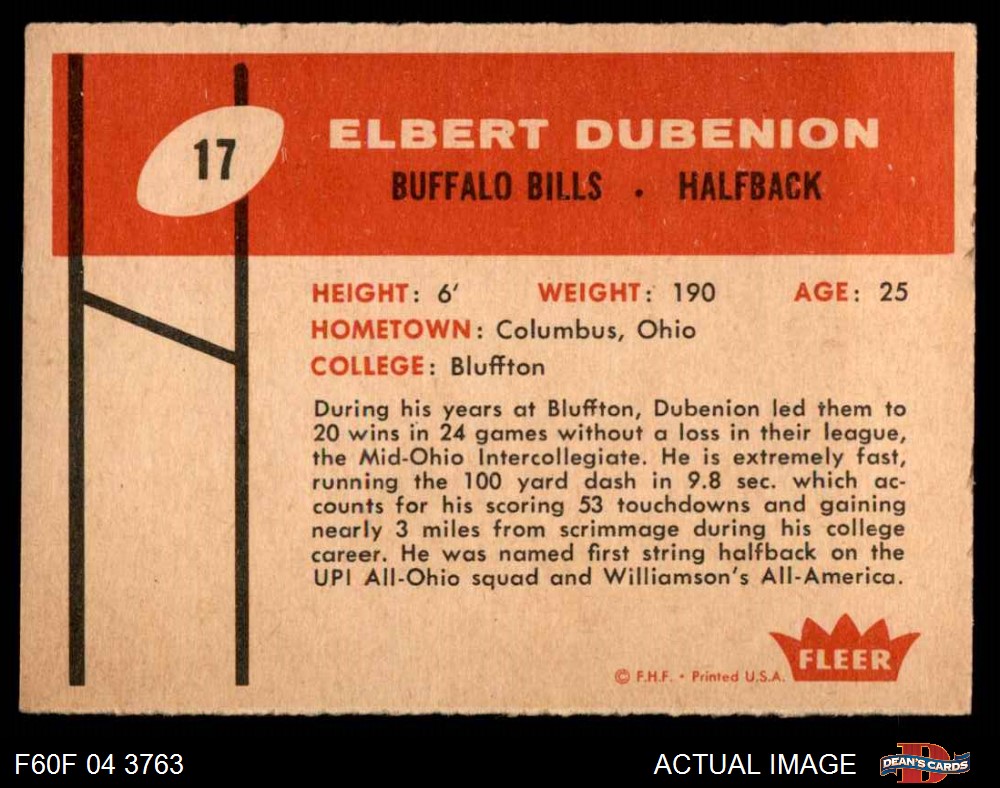 17
ELBERT DUBENION
BUFFALO BILLS • HALFBACK
HEIGHT: 6' WEIGHT: 190 AGE: 25
HOMETOWN: Columbus, Ohio
COLLEGE: Bluffton
During his years at Bluffton, Dubenion led them to
20 wins in 24 games without a loss in their league,
the Mid-Ohio Intercollegiate. He is extremely fast,
running the 100 yard dash in 9.8 sec. which ac-
counts for his scoring 53 touchdowns and gaining
nearly 3 miles from scrimmage during his college
career. He was named first string halfback on the
UPI All-Ohio squad and Williamson's All-America.
FLEER
© F.H.F. • Printed U.S.A.
F60F 04 3763 ACTUAL IMAGE D DEAN'S CARDS